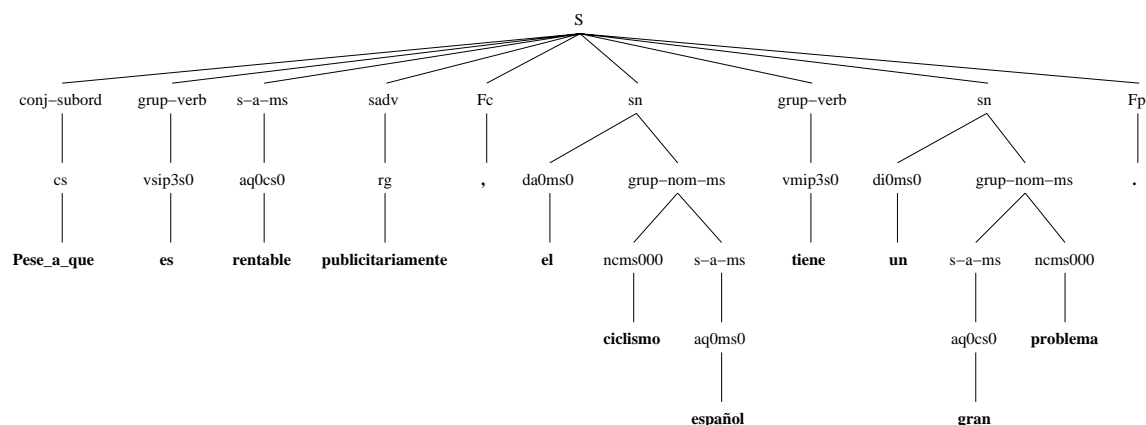 S
conj−subord grup−verb s−a−ms sadv Fc sn grup−verb sn Fp
cs vsip3s0 aq0cs0 rg , da0ms0 grup−nom−ms vmip3s0 di0ms0 grup−nom−ms .
Pese_a_que es rentable publicitariamente el ncms000 s−a−ms tiene un s−a−ms ncms000
ciclismo aq0ms0 aq0cs0 problema
español gran